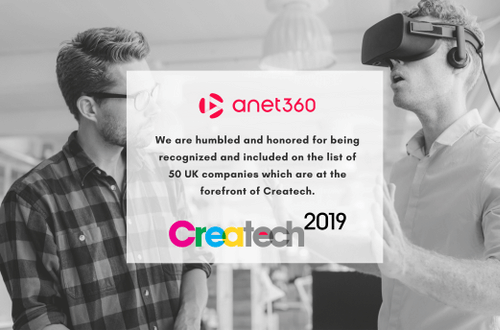 anet360
We are humbled and honored for being
recognized and included on the list of
50 UK companies which are at the
forefront of Createch.
Createch 2019